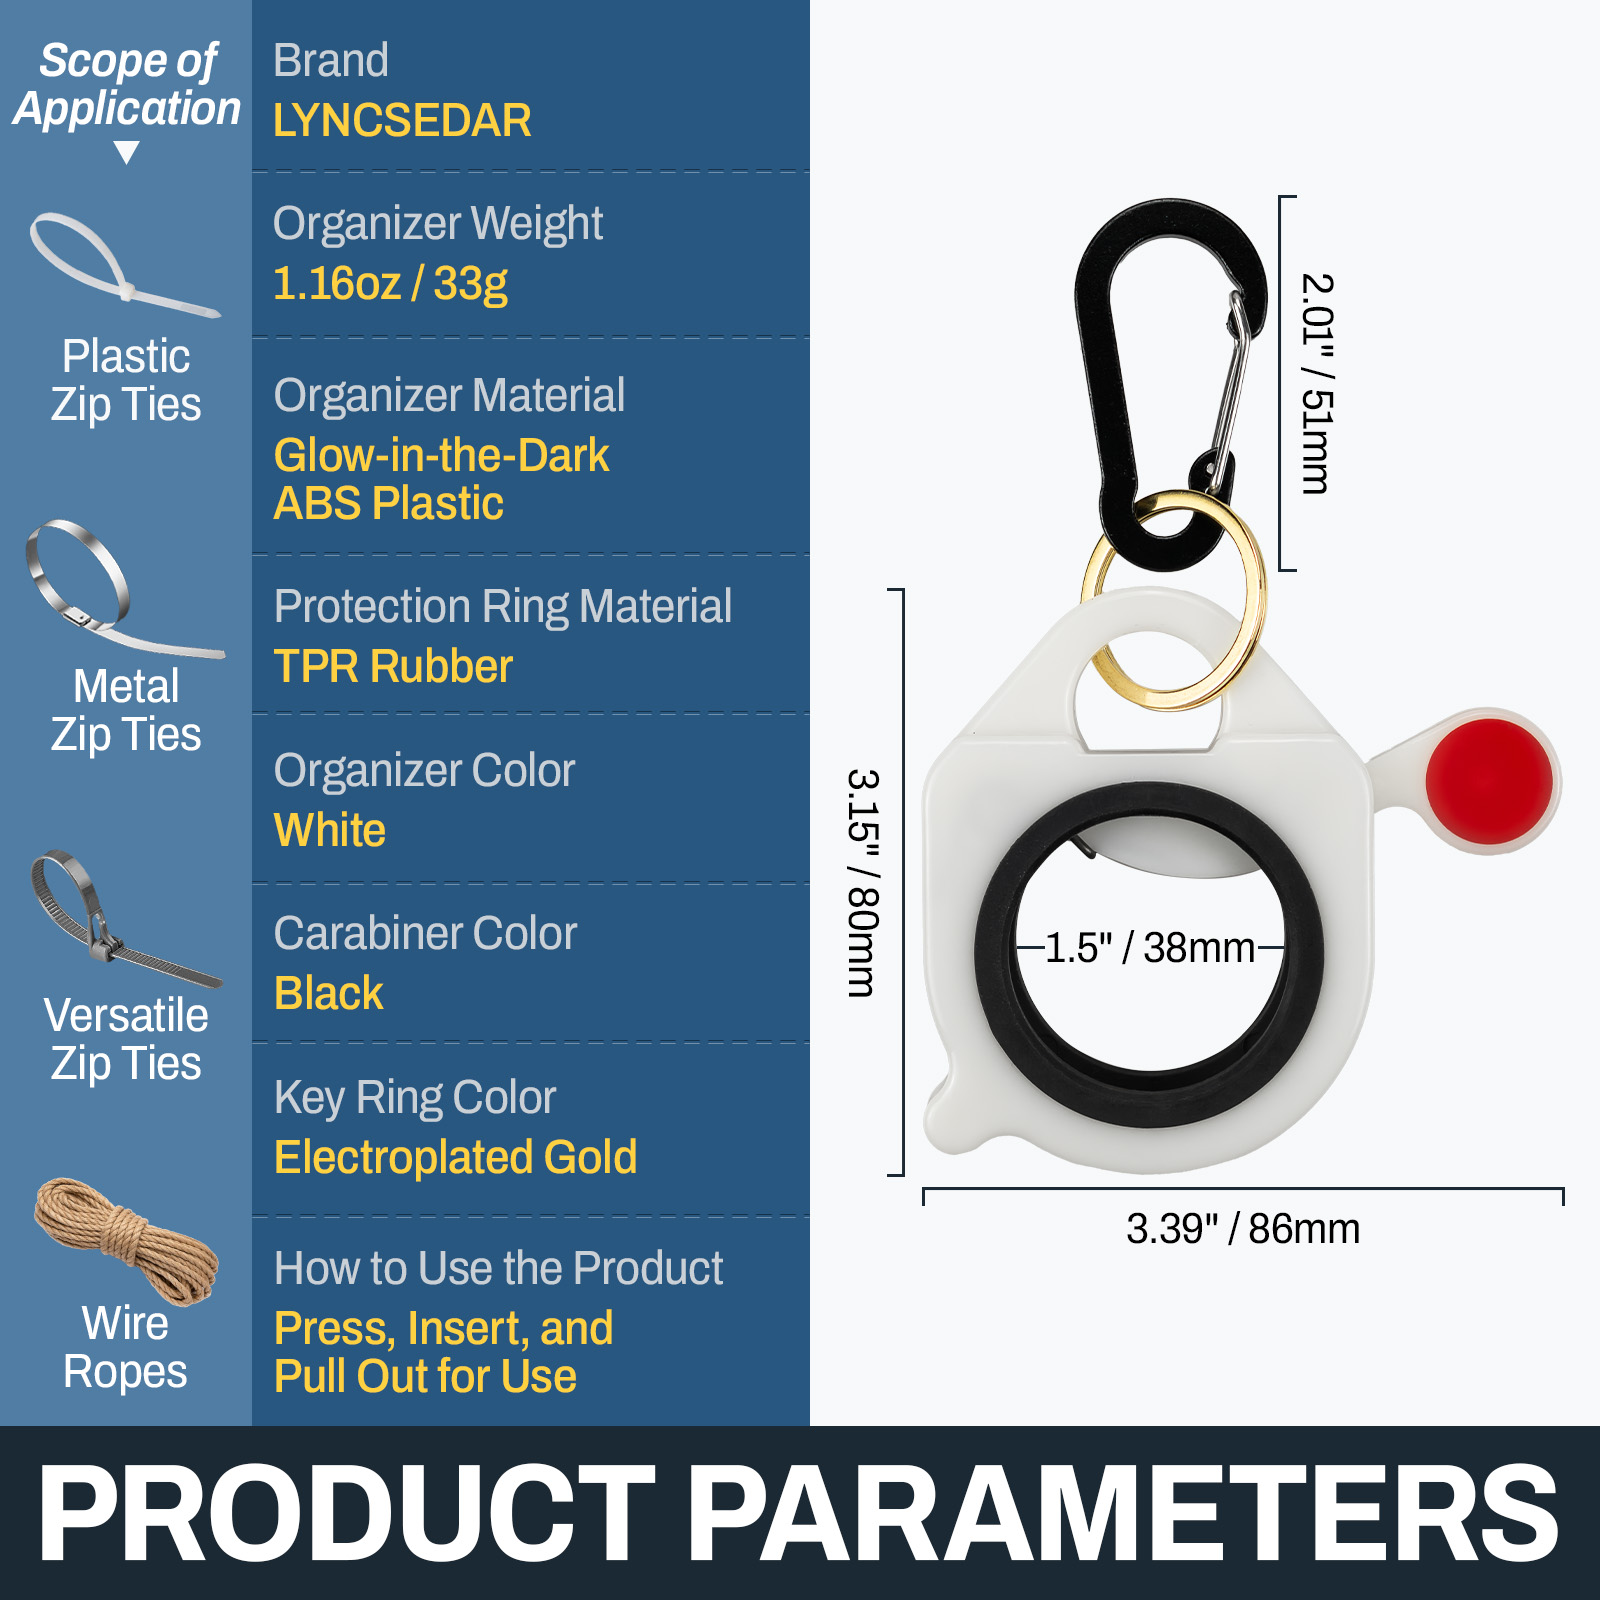 Scope of
Application
Plastic
Zip Ties
Metal
Zip Ties
Versatile
Zip Ties
Wire
Ropes
Brand
LYNCSEDAR
Organizer Weight
1.16oz / 33g
Organizer Material
Glow-in-the-Dark
ABS Plastic
Protection Ring Material
TPR Rubber
Organizer Color
White
Carabiner Color
Black
Key Ring Color
Electroplated Gold
How to Use the Product
Press, Insert, and
Pull Out for Use
2.01" / 51mm
3.15" / 80mm
1.5" / 38mm
3.39" / 86mm
PRODUCT PARAMETERS